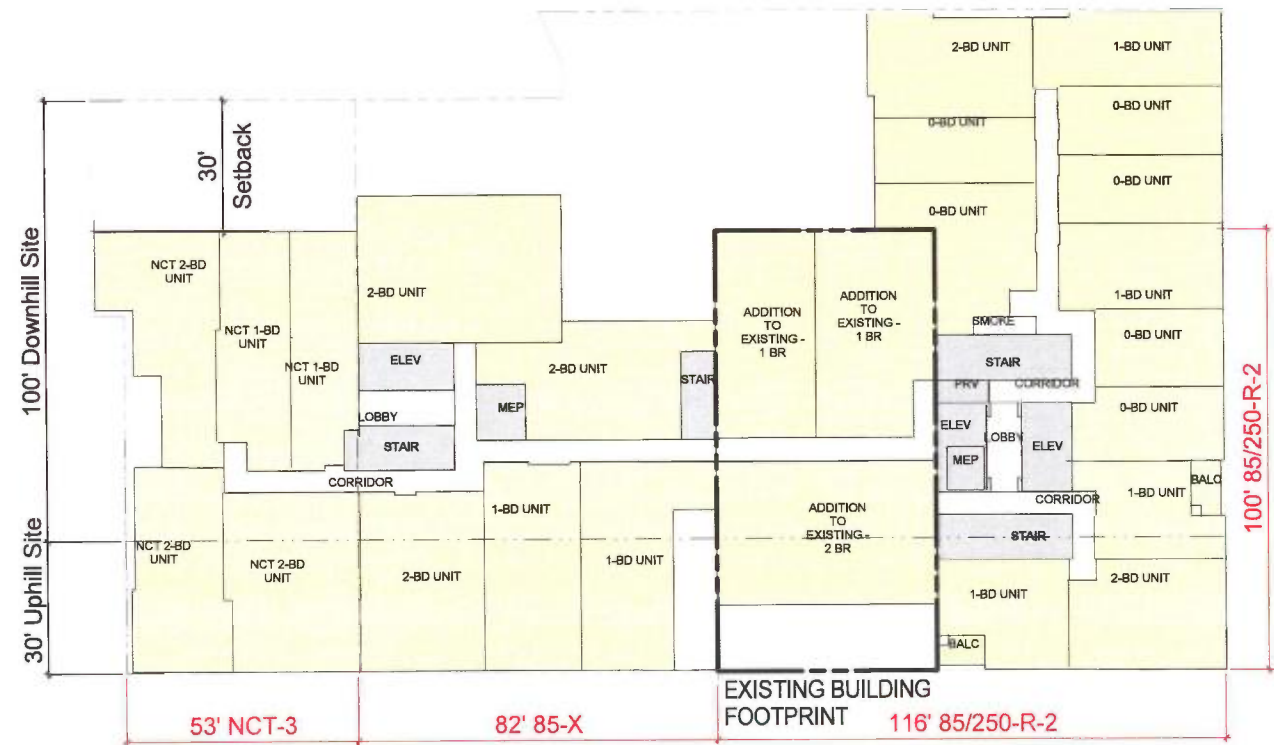 2-BD UNIT
1-BD UNIT
0-BD UNIT
0-BD UNIT
0-BD UNIT
0-BD UNIT
1-BD UNIT
0-BD UNIT
0-BD UNIT
SMOKE
STAIR
PRV
CORRIDOR
ELEV
LOBBY
ELEV
MEP
CORRIDOR
1-BD UNIT
BALC
STAIR
1-BD UNIT
2-BD UNIT
BALC
30'
Setback
100' Downhill Site
30' Uphill Site
NCT 2-BD
UNIT
NCT 1-BD
UNIT
NCT 1-BD
UNIT
2-BD UNIT
ELEV
LOBBY
STAIR
MEP
2-BD UNIT
STAIR
CORRIDOR
NCT 2-BD
UNIT
NCT 2-BD
UNIT
2-BD UNIT
1-BD UNIT
1-BD UNIT
ADDITION
TO
EXISTING -
1 BR
ADDITION
TO
EXISTING -
1 BR
ADDITION
TO
EXISTING -
2 BR
EXISTING BUILDING
FOOTPRINT
100' 85/250-R-2
53' NCT-3
82' 85-X
116' 85/250-R-2